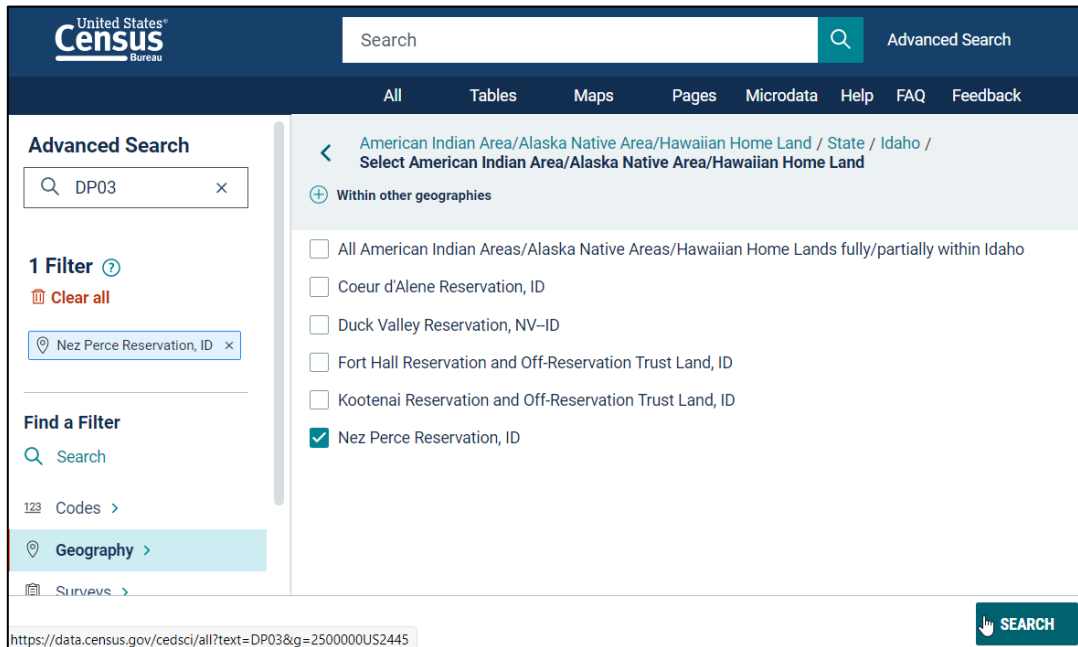 United States®
Census
Bureau
Search
Advanced Search
All Tables Maps Pages Microdata Help FAQ Feedback
Advanced Search
DP03 ×
1 Filter ?
Clear all
Nez Perce Reservation, ID ×
Find a Filter
Search
123 Codes >
Geography >
Surveys >
American Indian Area/Alaska Native Area/Hawaiian Home Land / State / Idaho /
Select American Indian Area/Alaska Native Area/Hawaiian Home Land
Within other geographies
All American Indian Areas/Alaska Native Areas/Hawaiian Home Lands fully/partially within Idaho
Coeur d'Alene Reservation, ID
Duck Valley Reservation, NV--ID
Fort Hall Reservation and Off-Reservation Trust Land, ID
Kootenai Reservation and Off-Reservation Trust Land, ID
Nez Perce Reservation, ID
SEARCH
https://data.census.gov/cedsci/all?text=DP03&g=2500000US2445